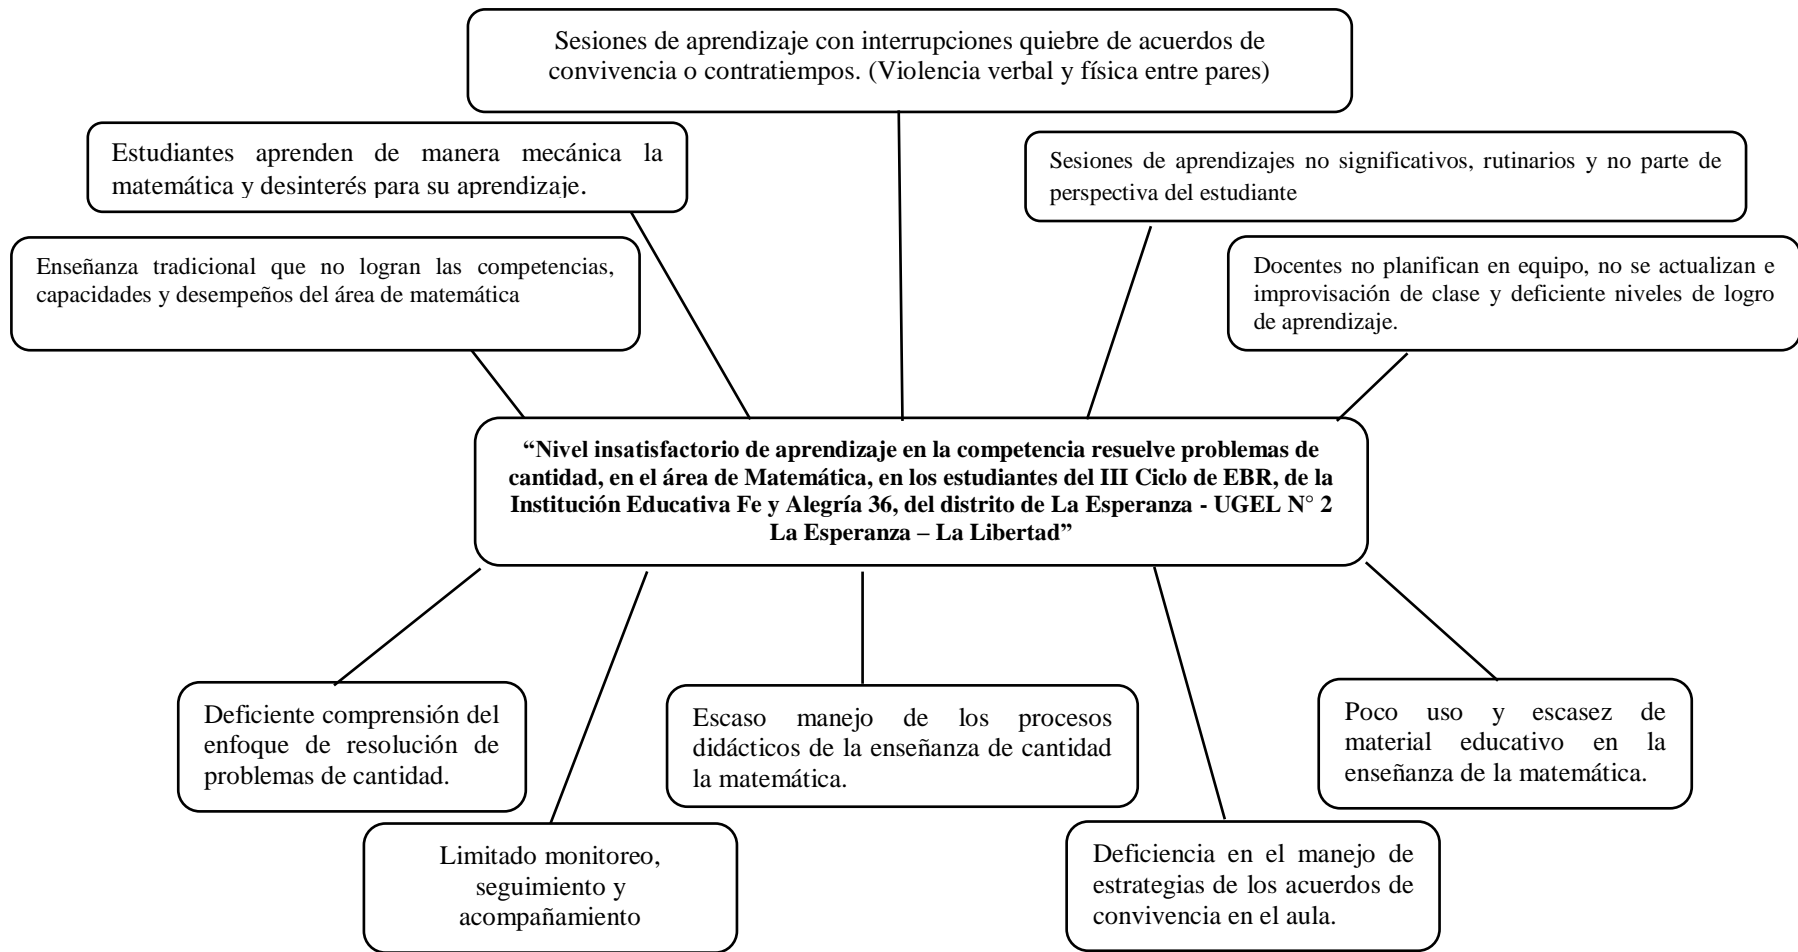 Sesiones de aprendizaje con interrupciones quiebre de acuerdos de
convivencia o contratiempos. (Violencia verbal y física entre pares)
Estudiantes aprenden de manera mecánica la
matemática y desinterés para su aprendizaje.
Sesiones de aprendizajes no significativos, rutinarios y no parte de
perspectiva del estudiante
Enseñanza tradicional que no logran las competencias,
capacidades y desempeños del área de matemática
Docentes no planifican en equipo, no se actualizan e
improvisación de clase y deficiente niveles de logro
de aprendizaje.
“Nivel insatisfactorio de aprendizaje en la competencia resuelve problemas de
cantidad, en el área de Matemática, en los estudiantes del III Ciclo de EBR, de la
Institución Educativa Fe y Alegría 36, del distrito de La Esperanza - UGEL N° 2
La Esperanza – La Libertad”
Deficiente comprensión del
enfoque de resolución de
problemas de cantidad.
Escaso manejo de los procesos
didácticos de la enseñanza de cantidad
la matemática.
Poco uso y escasez de
material educativo en la
enseñanza de la matemática.
Limitado monitoreo,
seguimiento y
acompañamiento
Deficiencia en el manejo de
estrategias de los acuerdos de
convivencia en el aula.